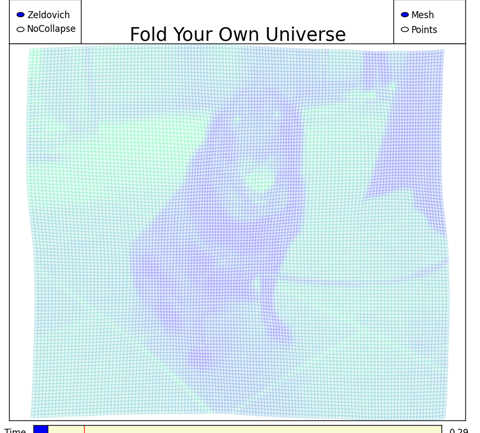 Zeldovich
NoCollapse
Fold Your Own Universe
Mesh
Points
Time
0.29